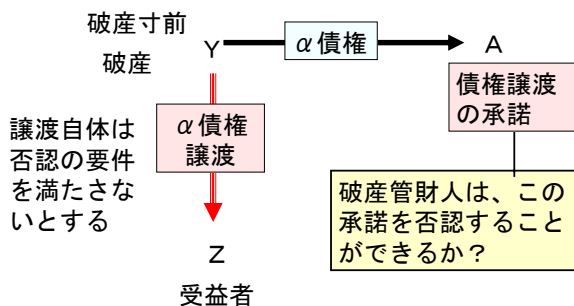 破産寸前
破産
Y
α債権
A
債権譲渡
の承諾
α債権
譲渡
譲渡自体は
否認の要件
を満たさな
いとする
破産管財人は、この
承諾を否認すること
ができるか？
Z
受益者